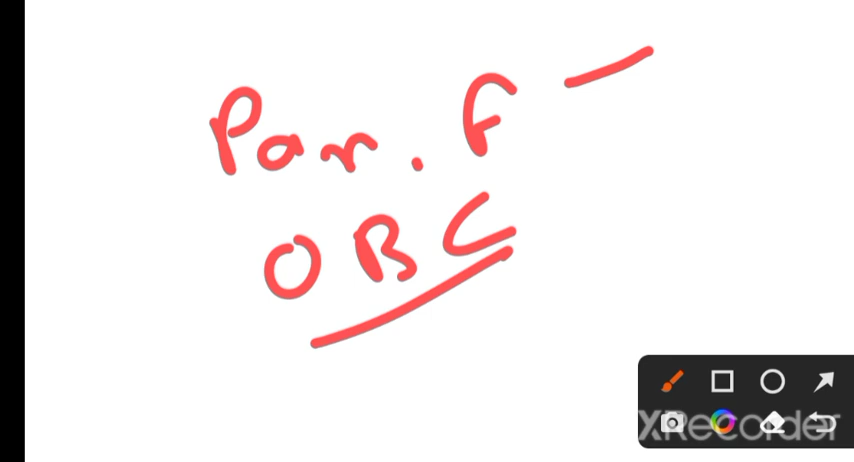 Par. F —
OBC
XRecorder